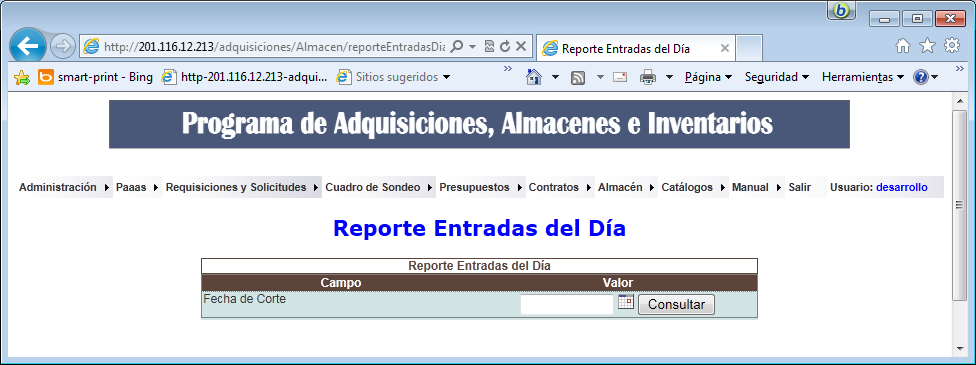 http://201.116.12.213/adquisiciones/Almacen/reporteEntradasDia
Reporte Entradas del Día
smart-print - Bing
http-201.116.12.213-adqui...
Sitios sugeridos
»
Página
Seguridad
Herramientas
»
Programa de Adquisiciones, Almacenes e Inventarios
Administración
Paaas
Requisiciones y Solicitudes
Cuadro de Sondeo
Presupuestos
Contratos
Almacén
Catálogos
Manual
Salir
Usuario: desarrollo
Reporte Entradas del Día
Reporte Entradas del Día
Campo
Valor
Fecha de Corte
Consultar